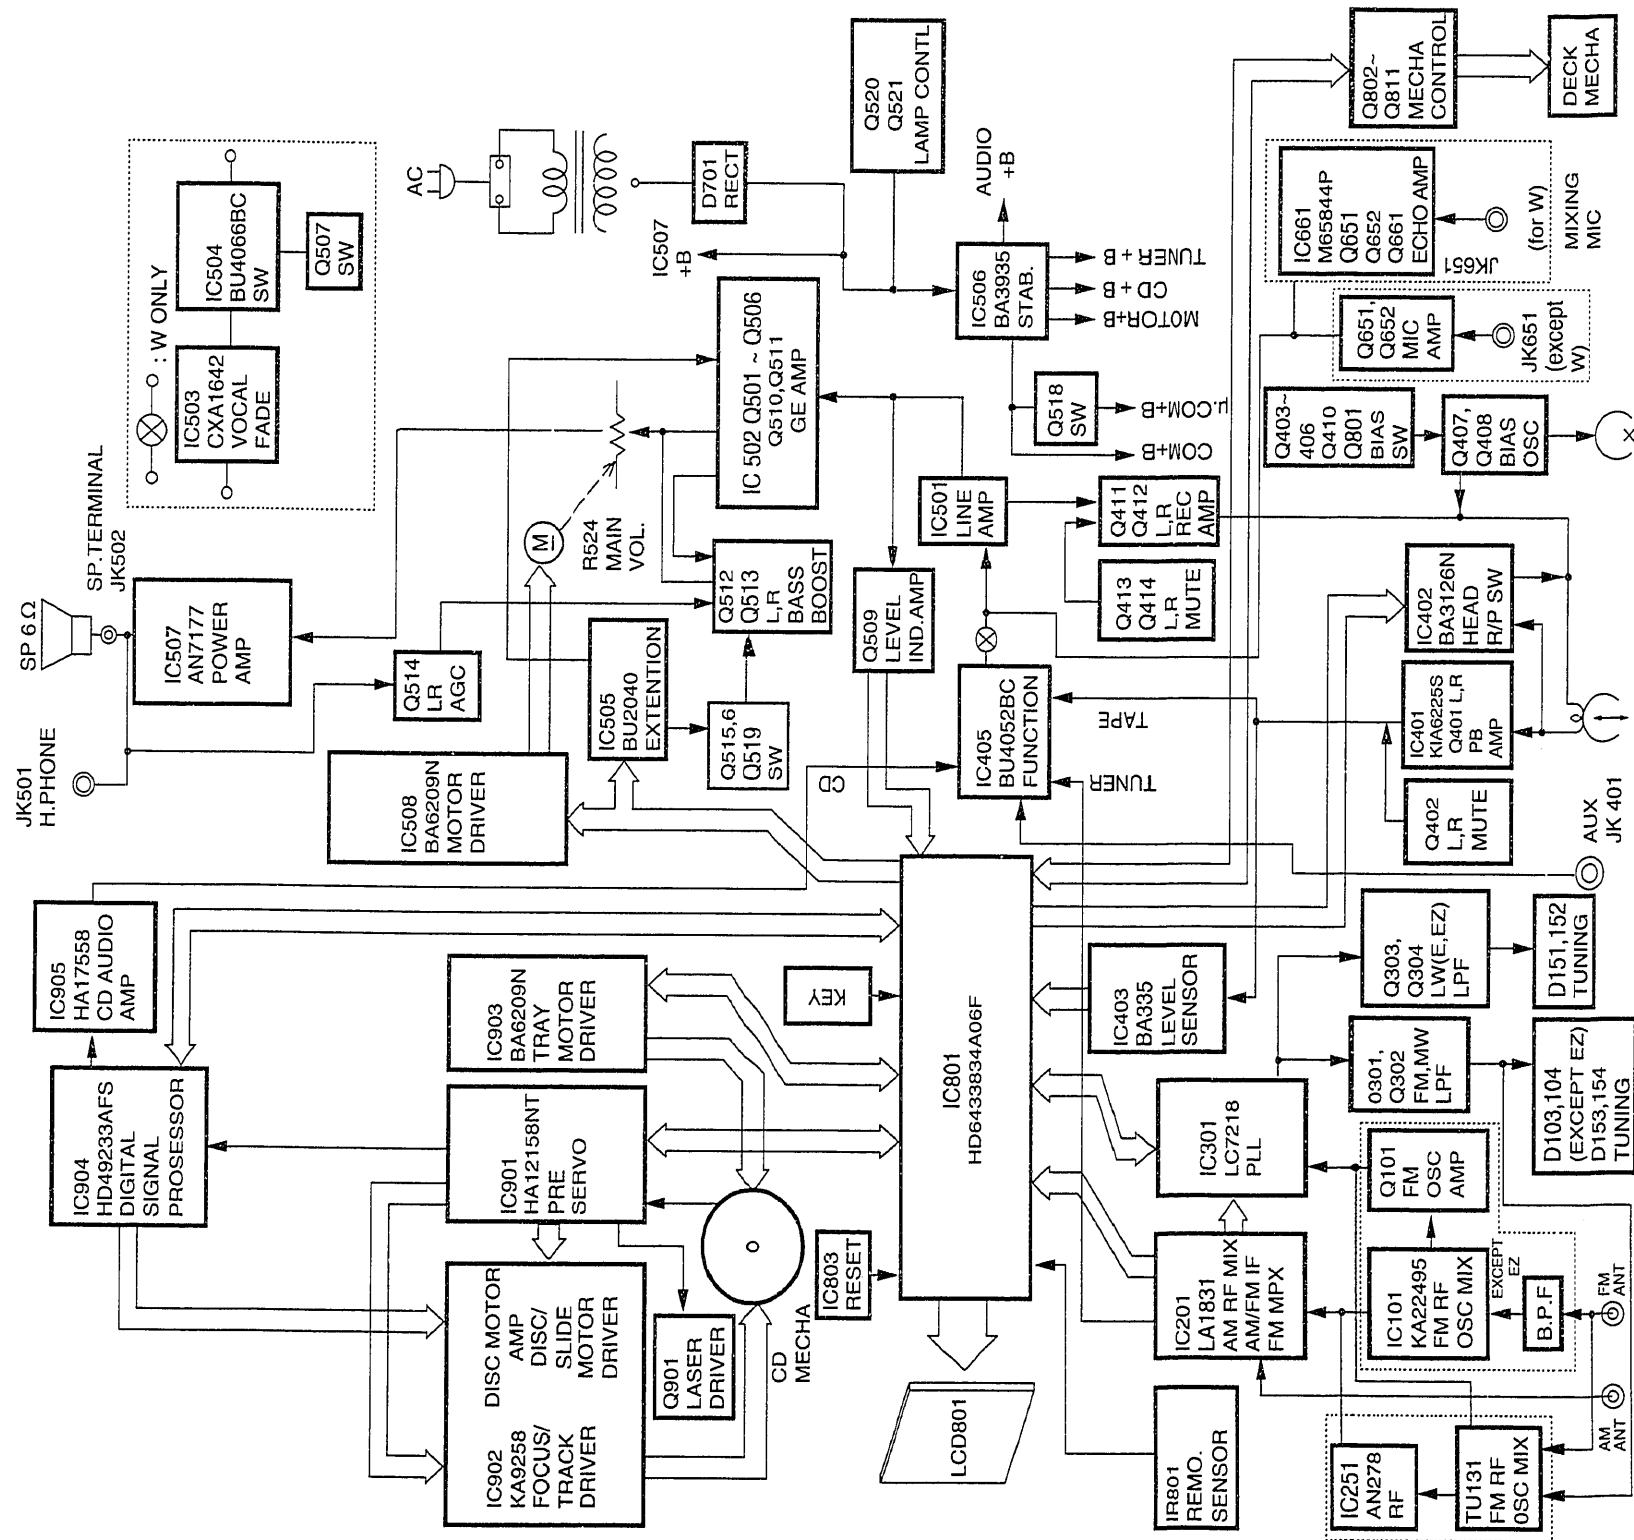 SP 6 Ω
SP.TERMINAL
JK502
JK501
H.PHONE
IC507
AN7177
POWER
AMP
Q514
LR
AGC
: W ONLY
IC503
CXA1642
VOCAL
FADE
IC504
BU4066BC
SW
Q507
SW
AC
D701
RECT
IC507
+B
Q520
Q521
LAMP CONTL
AUDIO
+B
IC506
BA3935
STAB.
TUNER + B
CD + B
MOTOR+B
Q518
SW
μ.COM+B
COM+B
IC 502 Q501 ~ Q506
Q510,Q511
GE AMP
M
R524
MAIN
VOL.
Q512
Q513
L,R
BASS
BOOST
IC508
BA6209N
MOTOR
DRIVER
IC505
BU2040
EXTENTION
Q515,6
Q519
SW
Q509
LEVEL
IND.AMP
IC501
LINE
AMP
Q411
Q412
L,R
REC
AMP
Q413
Q414
L,R
MUTE
IC405
BU4052BC
FUNCTION
CD
TAPE
TUNER
Q802~
Q811
MECHA
CONTROL
DECK
MECHA
IC661
M65844P
Q651
Q652
Q661
ECHO AMP
JK651
(for W)
MIXING
MIC
Q651,
Q652
MIC
AMP
JK651
(except
W)
Q403~
406
Q410
Q801
BIAS
SW
Q407,
Q408
BIAS
OSC
X
IC402
BA3126N
HEAD
R/P SW
IC401
KIA6225S
Q401 L,R
PB
AMP
Q402
L,R
MUTE
AUX
JK 401
IC905
HA17558
CD AUDIO
AMP
IC904
HD49233AFS
DIGITAL
SIGNAL
PROSESSOR
IC903
BA6209N
TRAY
MOTOR
DRIVER
IC901
HA12158NT
PRE
SERVO
IC902
KA9258
FOCUS/
TRACK
DRIVER
DISC MOTOR
AMP
DISC/
SLIDE
MOTOR
DRIVER
Q901
LASER
DRIVER
CD
MECHA
KEY
IC803
RESET
IC801
HD6433834A06F
LCD801
IR801
REMO.
SENSOR
IC403
BA335
LEVEL
SENSOR
IC301
LC7218
PLL
IC201
LA1831
AM RF MIX
AM/FM IF
FM MPX
Q303,
Q304
LW(E,EZ)
LPF
D151,152
TUNING
0301,
Q302
FM,MW
LPF
D103,104
(EXCEPT EZ)
D153,154
TUNING
Q101
FM
OSC
AMP
IC101
KA22495
FM RF
OSC MIX
EXCEPT
EZ
B.P.F
FM
ANT
AM
ANT
IC251
AN278
RF
TU131
FM RF
0SC MIX